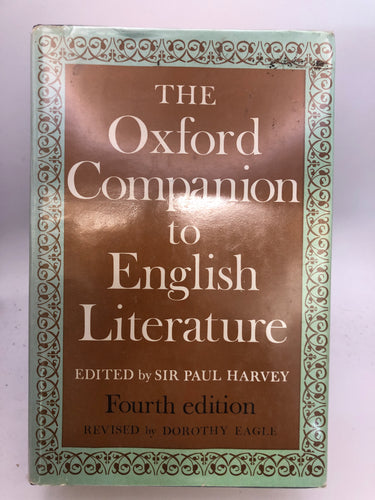 THE
Oxford
Companion
to
English
Literature
EDITED by SIR PAUL HARVEY
Fourth edition
REVISED by DOROTHY EAGLE